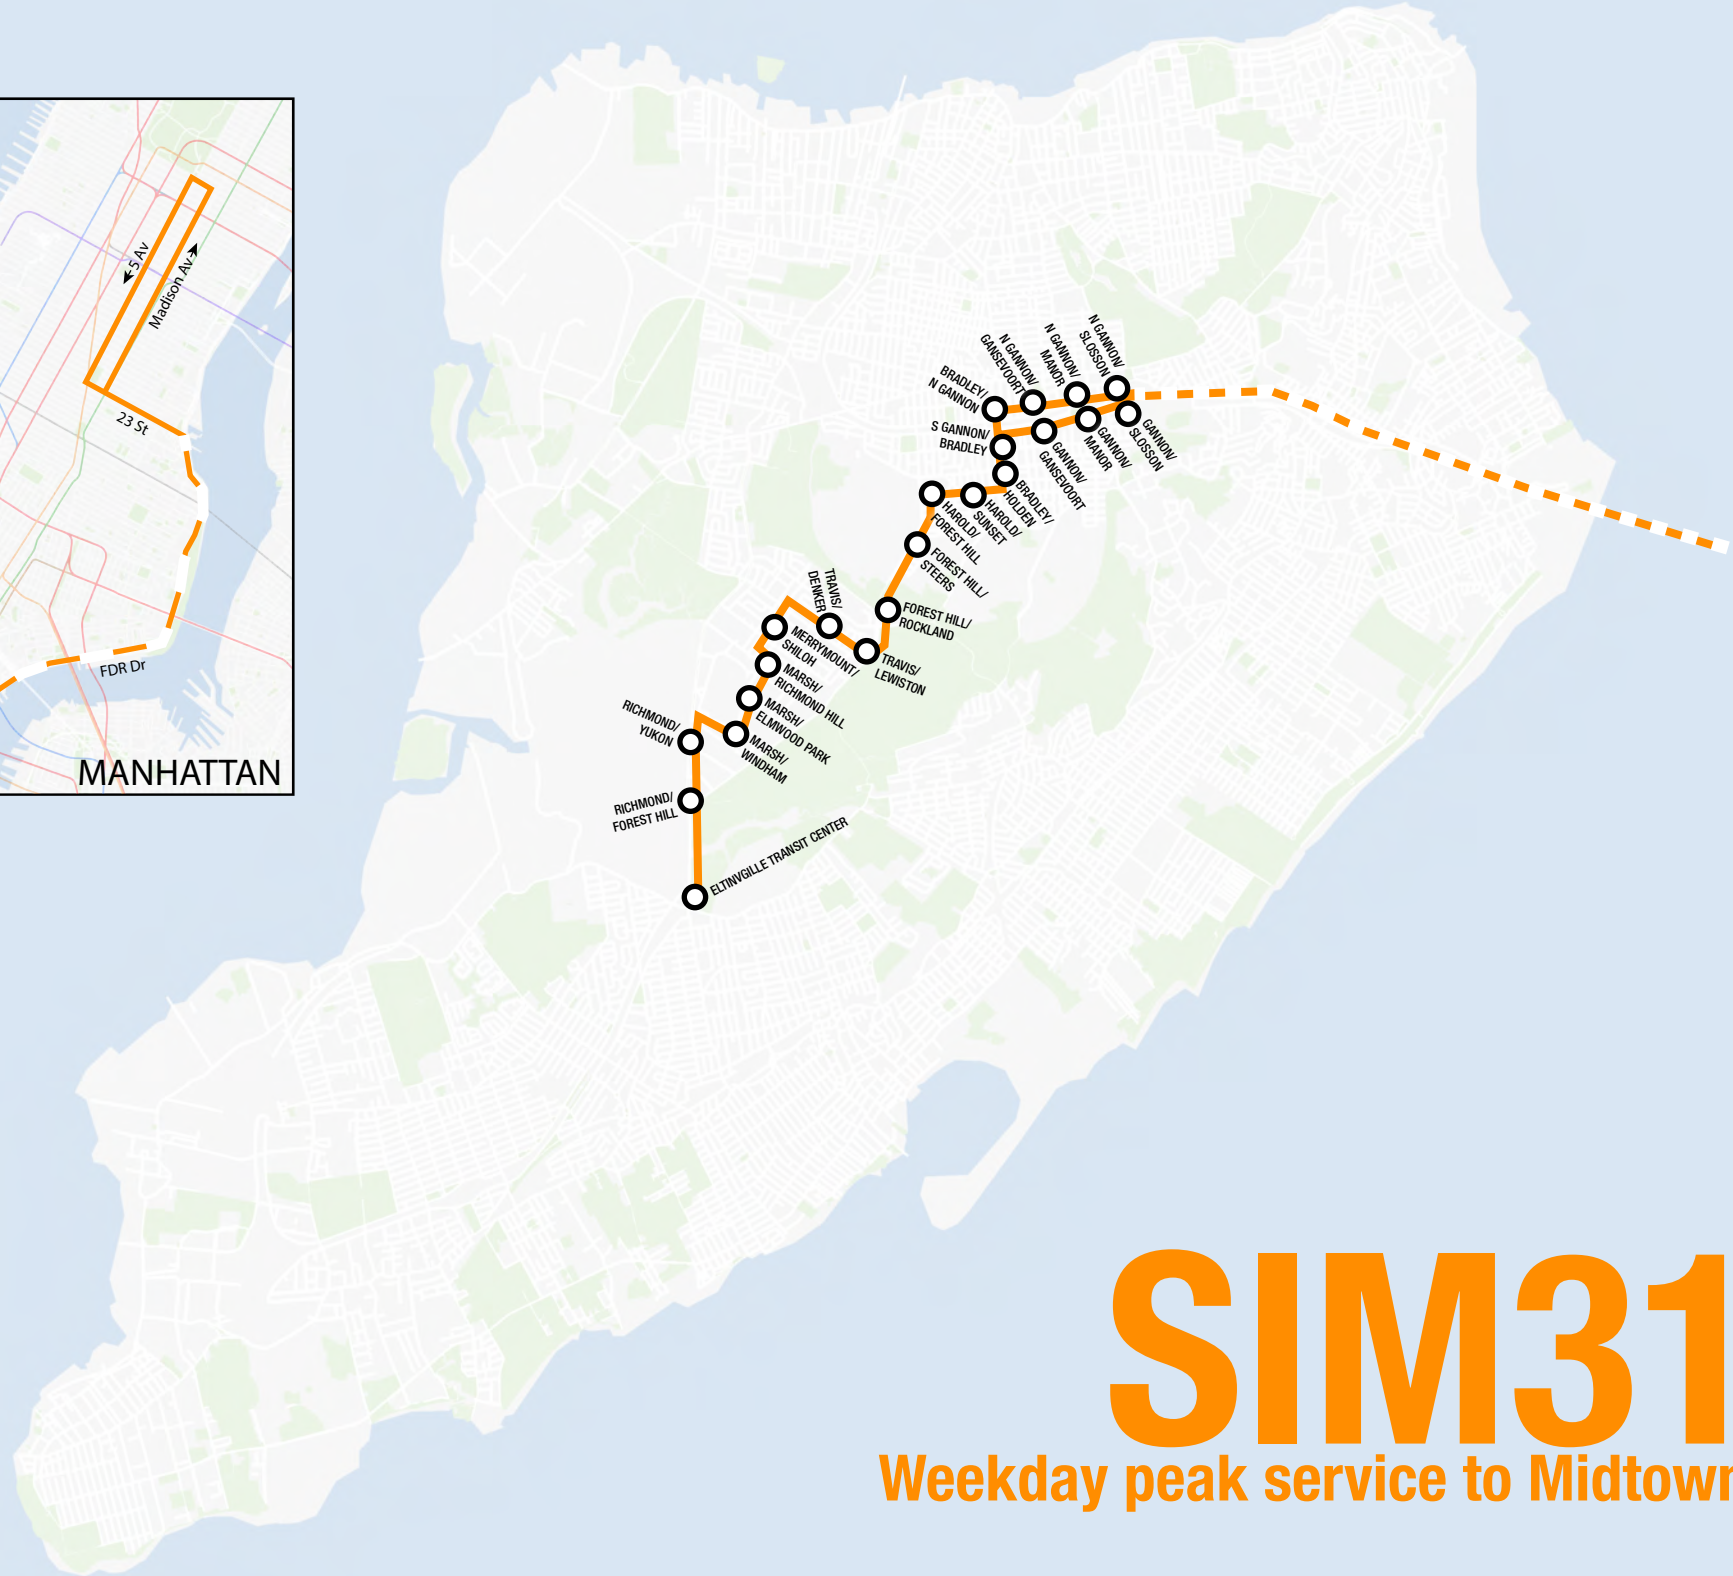 5 Av
Madison Av
23 St
FDR Dr
MANHATTAN
N GANNON/
SLOSSON
N GANNON/
MANOR
N GANNON/
GANSEVOORT
BRADLEY/
N GANNON
S GANNON/
BRADLEY
GANNON/
SLOSSON
GANNON/
MANOR
GANNON/
GANSEVOORT
BRADLEY/
HOLDEN
HAROLD/
SUNSET
HAROLD/
FOREST HILL
FOREST HILL/
STEERS
FOREST HILL/
ROCKLAND
TRAVIS/
LEWISTON
TRAVIS/
DENKER
MERRYMOUNT/
SHILOH
MARSH/
RICHMOND HILL
MARSH/
ELMWOOD PARK
MARSH/
WINDHAM
RICHMOND/
YUKON
RICHMOND/
FOREST HILL
ELTINVGILLE TRANSIT CENTER
SIM31
Weekday peak service to Midtown